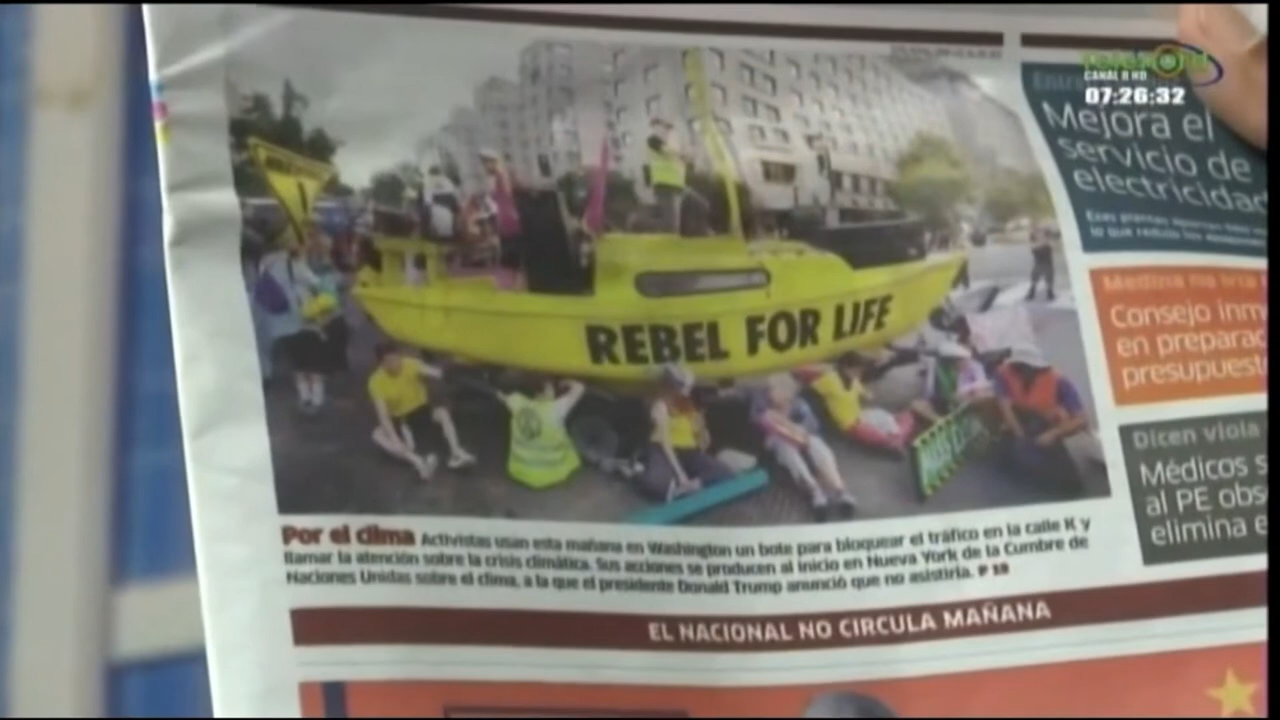 CANAL 8 HD
07:26:32
Mejora el
servicio de
electricidad
REBEL FOR LIFE
Consejo inm
en preparac
presupuest
Dicen viola
Médicos s
al PE obs
elimina e
Por el clima Activistas usan esta mañana en Washington un bote para bloquear el tráfico en la calle K y
llamar la atención sobre la crisis climática. Sus acciones se producen al inicio en Nueva York de la Cumbre de
Naciones Unidas sobre el clima, a la que el presidente Donald Trump anunció que no asistiría.
EL NACIONAL NO CIRCULA MAÑANA